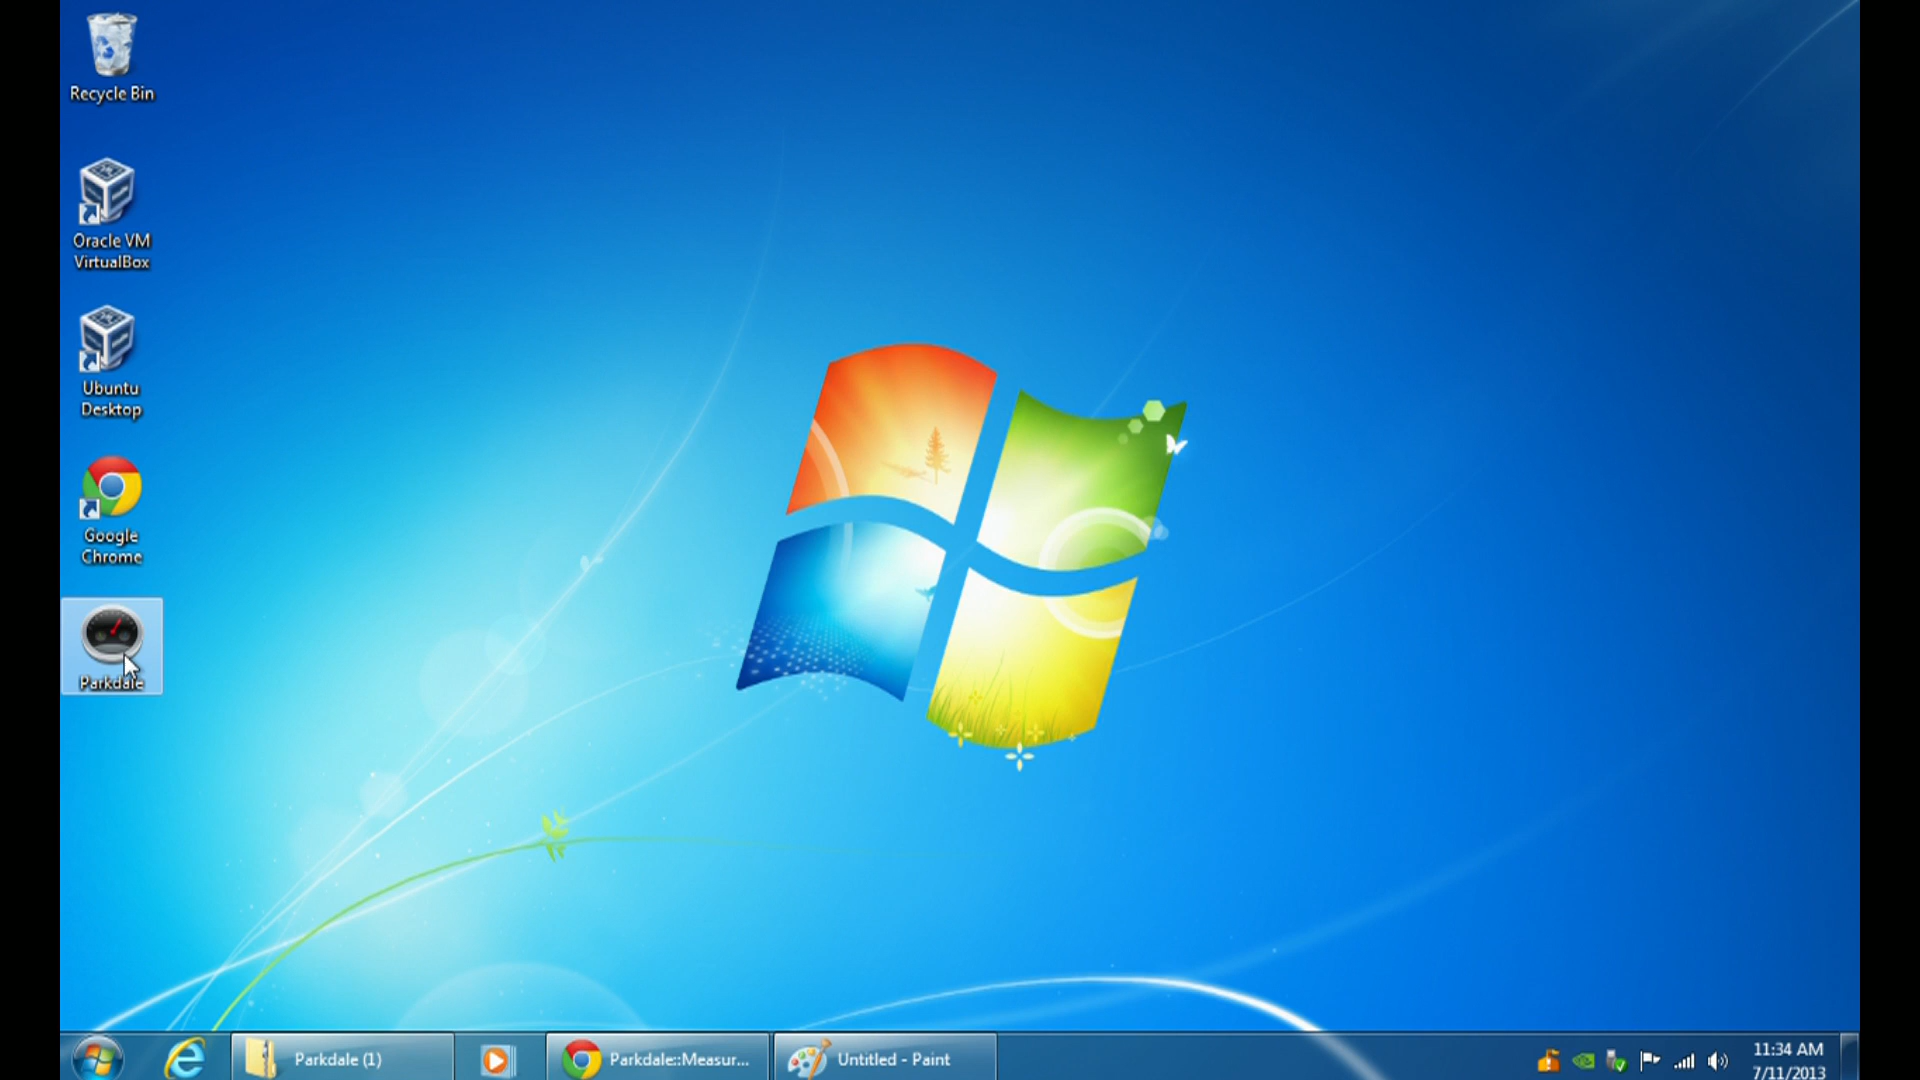 Recycle Bin
Oracle VM
VirtualBox
Ubuntu
Desktop
Google
Chrome
Parkdale
Parkdale (1)
Parkdale::Measur...
Untitled - Paint
11:34 AM
7/11/2013